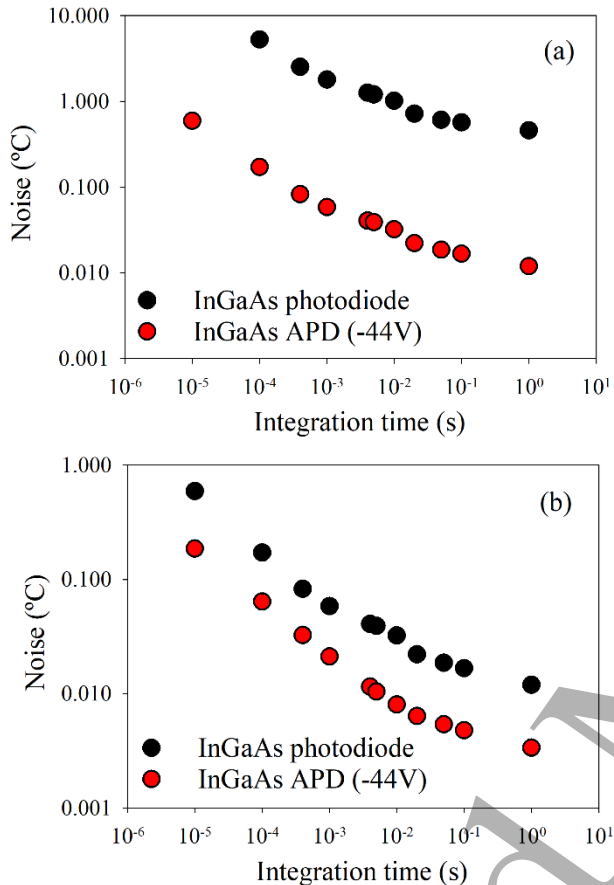 10.000
(a)
1.000
0.100
0.010
0.001
Noise (ºC)
InGaAs photodiode
InGaAs APD (-44V)
10⁻⁶ 10⁻⁵ 10⁻⁴ 10⁻³ 10⁻² 10⁻¹ 10⁰ 10¹
Integration time (s)
1.000
(b)
0.100
0.010
0.001
Noise (ºC)
InGaAs photodiode
InGaAs APD (-44V)
10⁻⁶ 10⁻⁵ 10⁻⁴ 10⁻³ 10⁻² 10⁻¹ 10⁰ 10¹
Integration time (s)